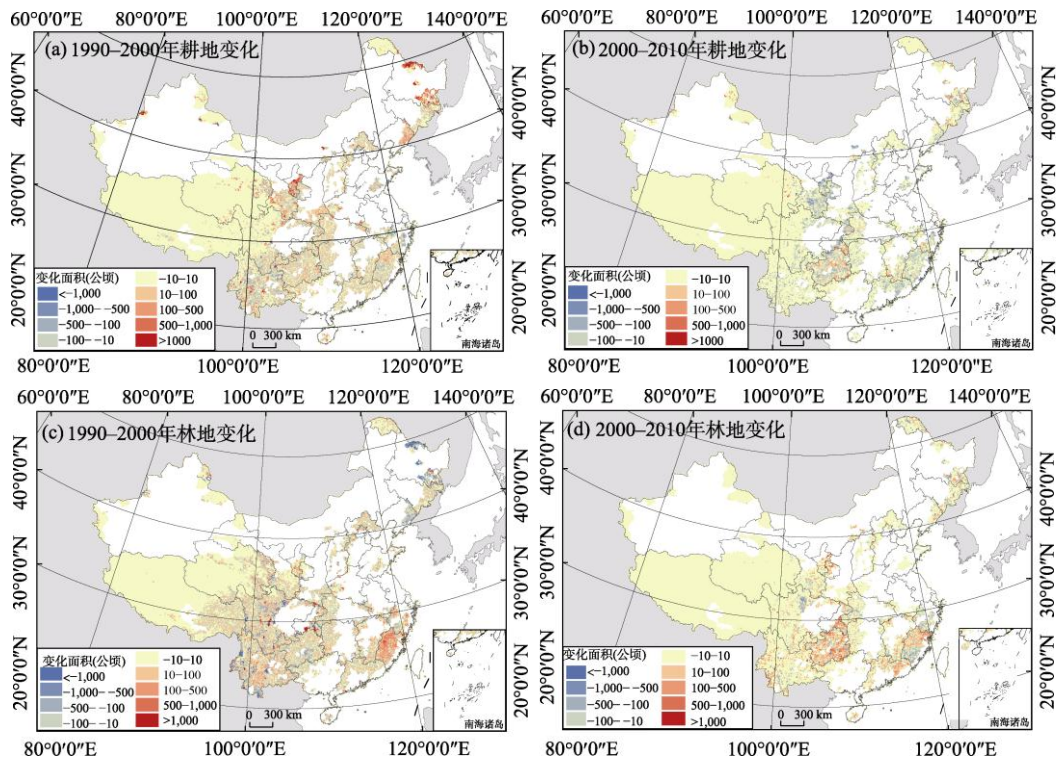 60°0′0″E 80°0′0″E 100°0′0″E 120°0′0″E 140°0′0″E
(a) 1990–2000年耕地变化
40°0′0″N
30°0′0″N
20°0′0″N
40°0′0″N
30°0′0″N
20°0′0″N
变化面积(公顷)
<–1,000
–1,000––500
–500– –100
–100– –10
–10–10
10–100
100–500
500–1,000
>1000
0 300 km
南海诸岛
80°0′0″E 100°0′0″E 120°0′0″E 140°0′0″E
(b) 2000–2010年耕地变化
40°0′0″N
30°0′0″N
20°0′0″N
变化面积(公顷)
<–1,000
–1,000– –500
–500– –100
–100– –10
–10–10
10–100
100–500
500–1,000
>1000
0 300 km
南海诸岛
60°0′0″E 80°0′0″E 100°0′0″E 120°0′0″E 140°0′0″E
(c) 1990–2000年林地变化
40°0′0″N
30°0′0″N
20°0′0″N
40°0′0″N
30°0′0″N
20°0′0″N
变化面积(公顷)
<–1,000
–1,000– –500
–500– –100
–100– –10
–10–10
10–100
100–500
500–1,000
>1,000
0 300 km
南海诸岛
80°0′0″E 100°0′0″E 120°0′0″E
60°0′0″E 80°0′0″E 100°0′0″E 120°0′0″E 140°0′0″E
(d) 2000–2010年林地变化
40°0′0″N
30°0′0″N
20°0′0″N
变化面积(公顷)
<–1,000
–1,000– –500
–500– –100
–100– –10
–10–10
10–100
100–500
500–1,000
>1,000
0 300 km
南海诸岛
100°0′0″E 120°0′0″E